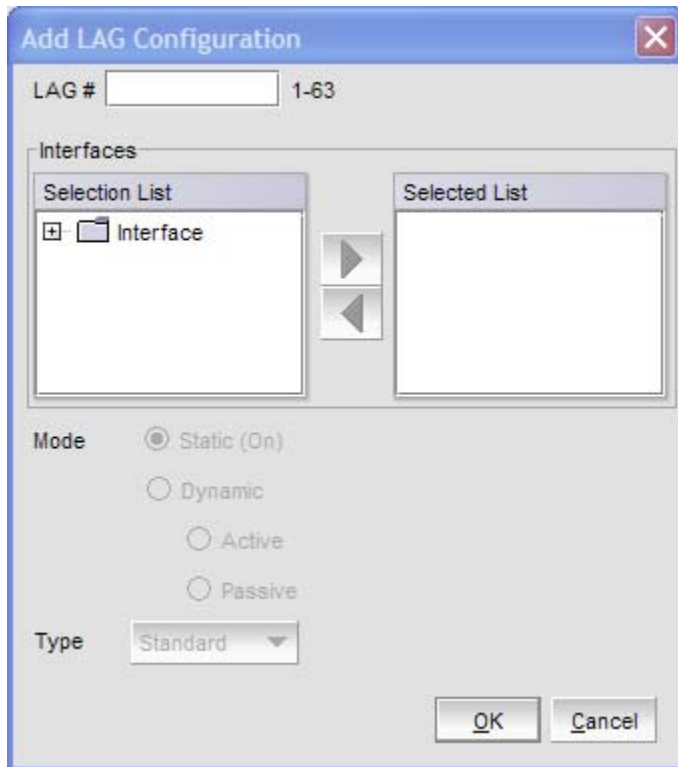 Add LAG Configuration
LAG # 1-63
Interfaces
Selection List
Selected List
Interface
Mode
Static (On)
Dynamic
Active
Passive
Type
Standard
OK
Cancel